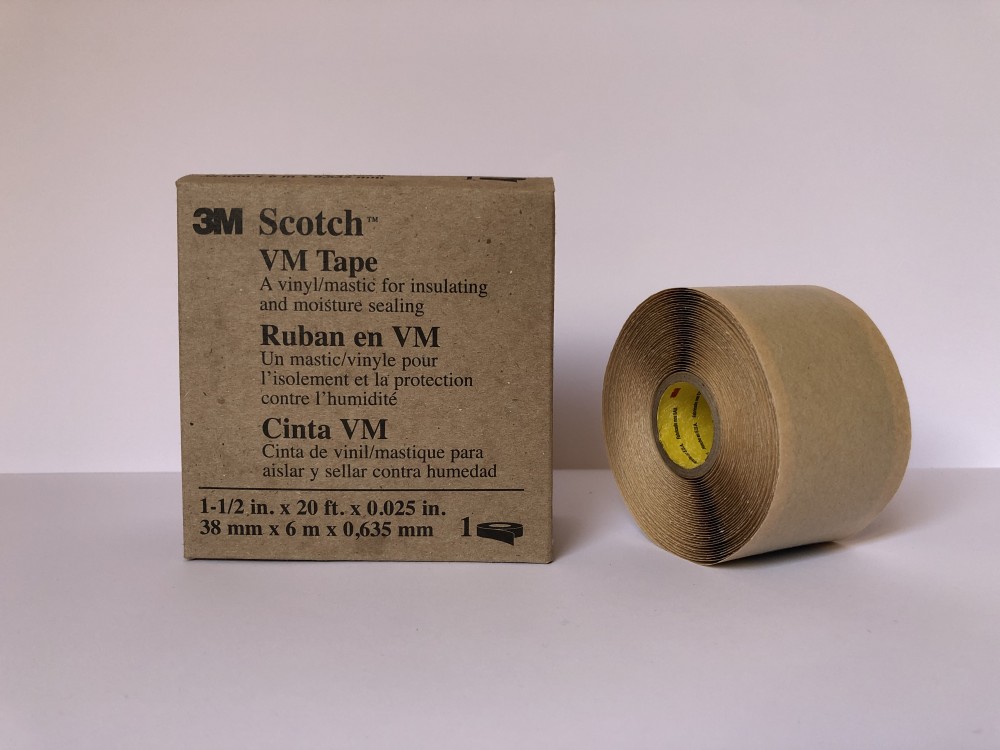 3M Scotch™
VM Tape
A vinyl/mastic for insulating
and moisture sealing
Ruban en VM
Un mastic/vinyle pour
l'isolement et la protection
contre l'humidité
Cinta VM
Cinta de vinil/mastique para
aislar y sellar contra humedad
1-1/2 in. x 20 ft. x 0.025 in.
38 mm x 6 m x 0,635 mm 1